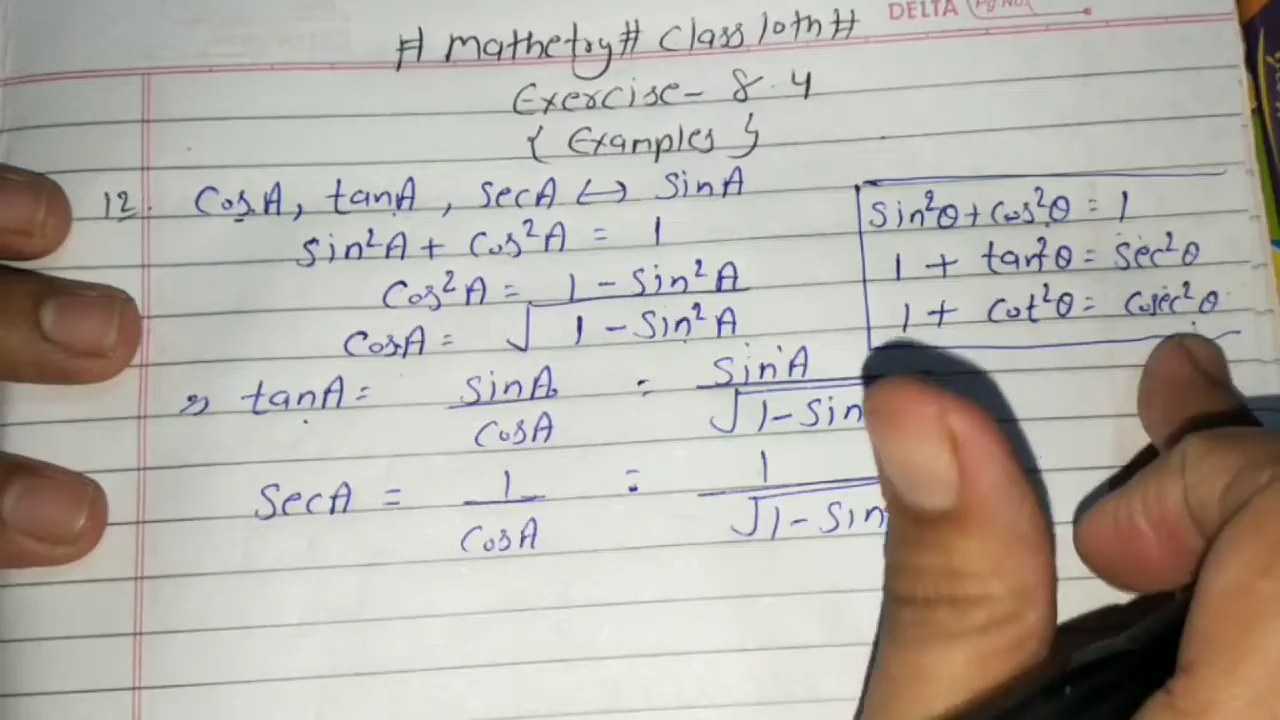 DELTA Pg No.
# Mathetry # Class 10th #
Exercise - 8.4
{ Examples }
12. CosA, tanA, secA ↔ SinA
Sin²A + Cos²A = 1
Cos²A = 1 - Sin²A
CosA = √1 - Sin²A
⇒ tanA = SinA / CosA = SinA / √1 - Sin
SecA = 1 / CosA = 1 / √1 - Sin
Sin²θ + Cos²θ = 1
1 + tan²θ = Sec²θ
1 + Cot²θ = Cosec²θ